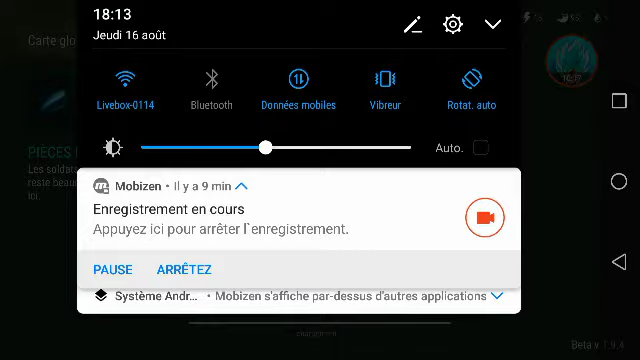 18:13
Jeudi 16 août
Carte glo
Livebox-0114
Bluetooth
Données mobiles
Vibreur
Rotat. auto
Auto.
Mobizen • Il y a 9 min
PIÈCES
Enregistrement en cours
Les soldats
reste beau
Appuyez ici pour arrêter l`enregistrement.
PAUSE
ARRÊTEZ
Système Andr... • Mobizen s'affiche par-dessus d'autres applications
Beta v 1.9.4